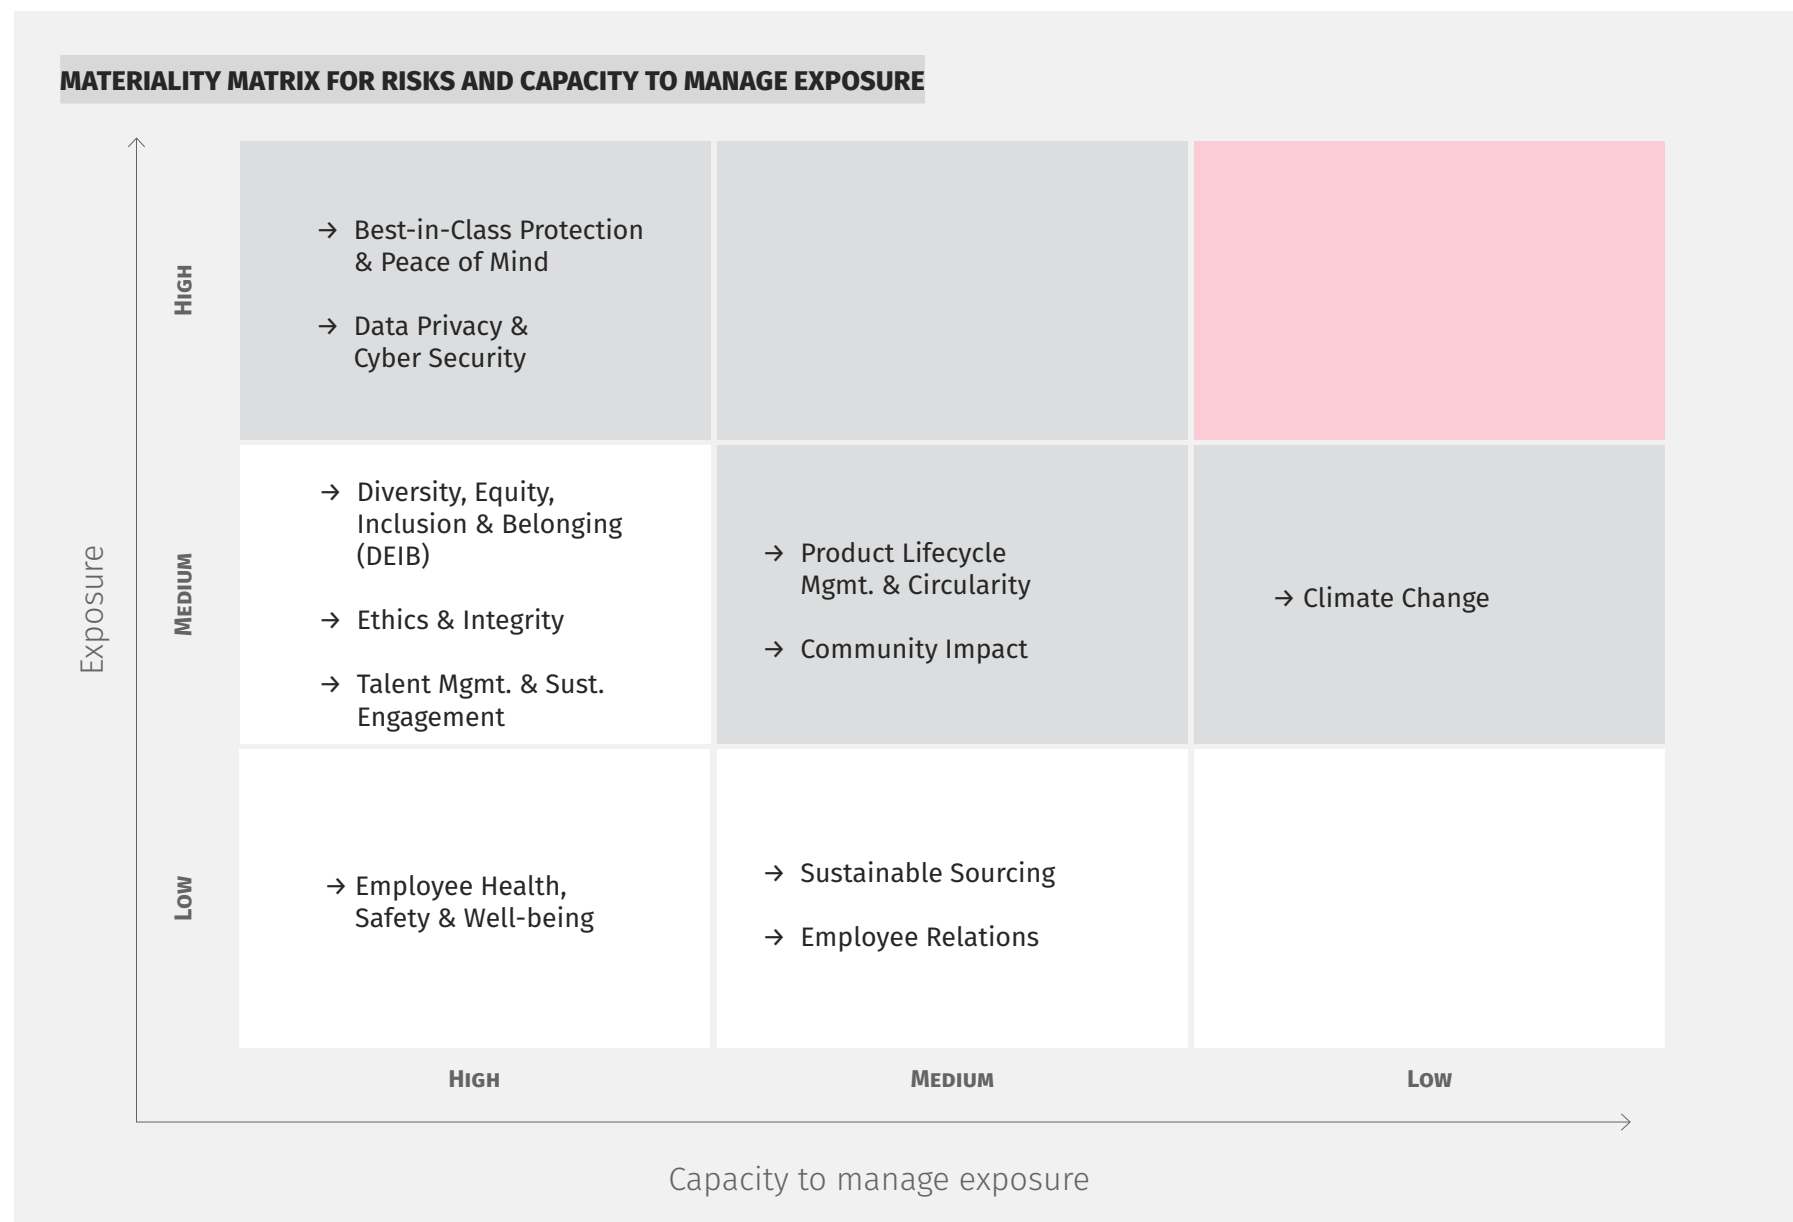 MATERIALITY MATRIX FOR RISKS AND CAPACITY TO MANAGE EXPOSURE
Exposure
HIGH
→ Best-in-Class Protection
& Peace of Mind
→ Data Privacy &
Cyber Security
MEDIUM
→ Diversity, Equity,
Inclusion & Belonging
(DEIB)
→ Ethics & Integrity
→ Talent Mgmt. & Sust.
Engagement
→ Product Lifecycle
Mgmt. & Circularity
→ Community Impact
→ Climate Change
LOW
→ Employee Health,
Safety & Well-being
→ Sustainable Sourcing
→ Employee Relations
HIGH
MEDIUM
LOW
Capacity to manage exposure